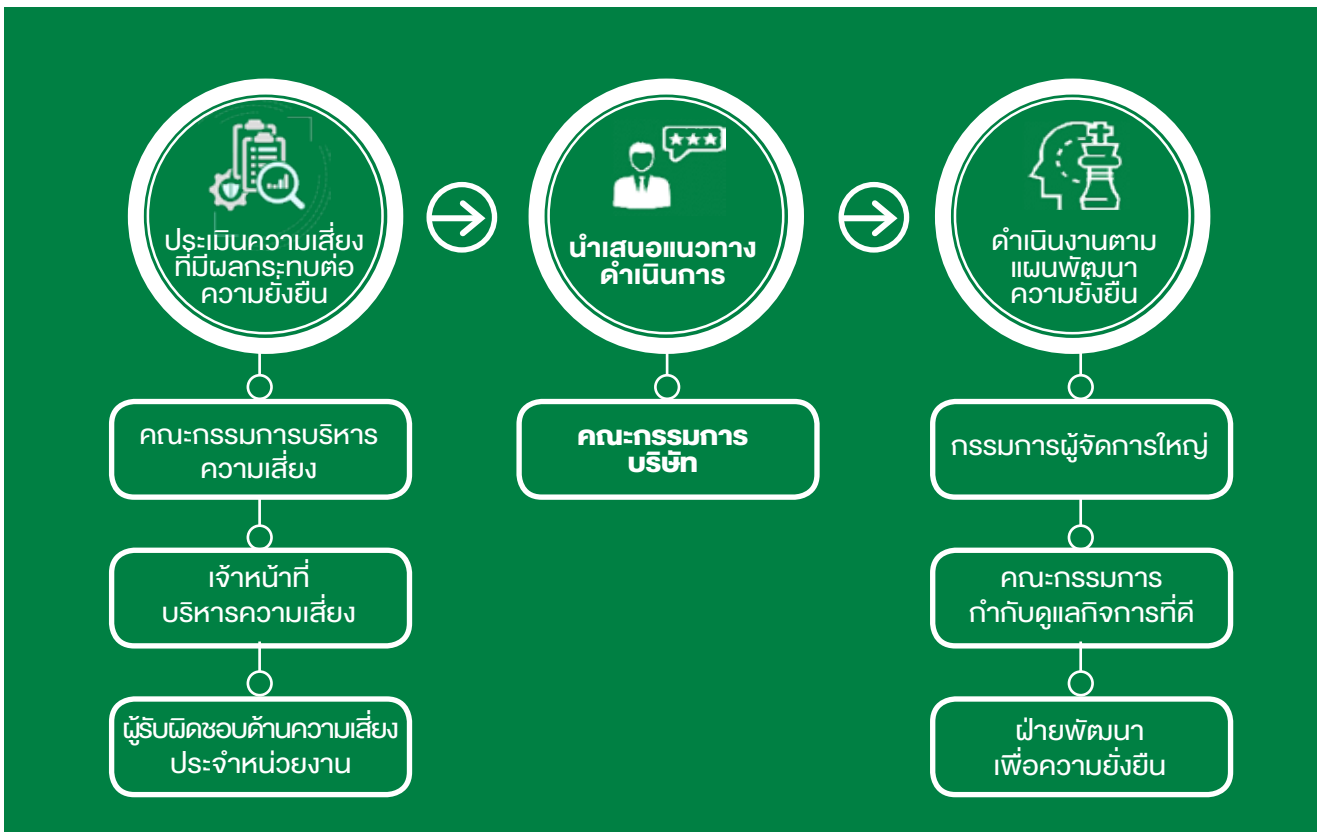 ประเมินความเสี่ยง
ที่มีผลกระทบต่อ
ความยั่งยืน
นำเสนอแนวทาง
ดำเนินการ
ดำเนินงานตาม
แผนพัฒนา
ความยั่งยืน
คณะกรรมการบริหาร
ความเสี่ยง
เจ้าหน้าที่
บริหารความเสี่ยง
ผู้รับผิดชอบด้านความเสี่ยง
ประจำหน่วยงาน
คณะกรรมการ
บริษัท
กรรมการผู้จัดการใหญ่
คณะกรรมการ
กำกับดูแลกิจการที่ดี
ฝ่ายพัฒนา
เพื่อความยั่งยืน